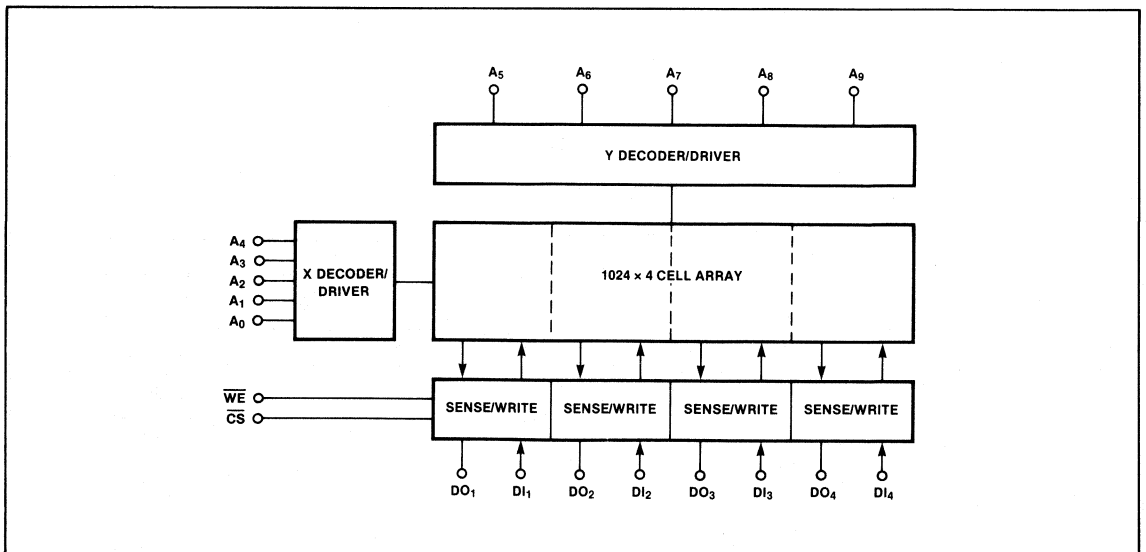 A5 A6 A7 A8 A9
Y DECODER/DRIVER
A4
A3
A2
A1
A0
X DECODER/
DRIVER
1024 × 4 CELL ARRAY
WE
CS
SENSE/WRITE SENSE/WRITE SENSE/WRITE SENSE/WRITE
DO1 DI1 DO2 DI2 DO3 DI3 DO4 DI4